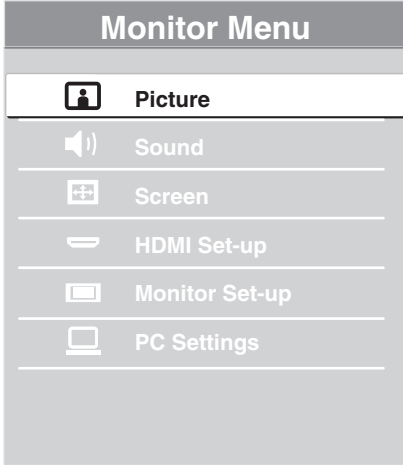 Monitor Menu
Picture
Sound
Screen
HDMI Set-up
Monitor Set-up
PC Settings